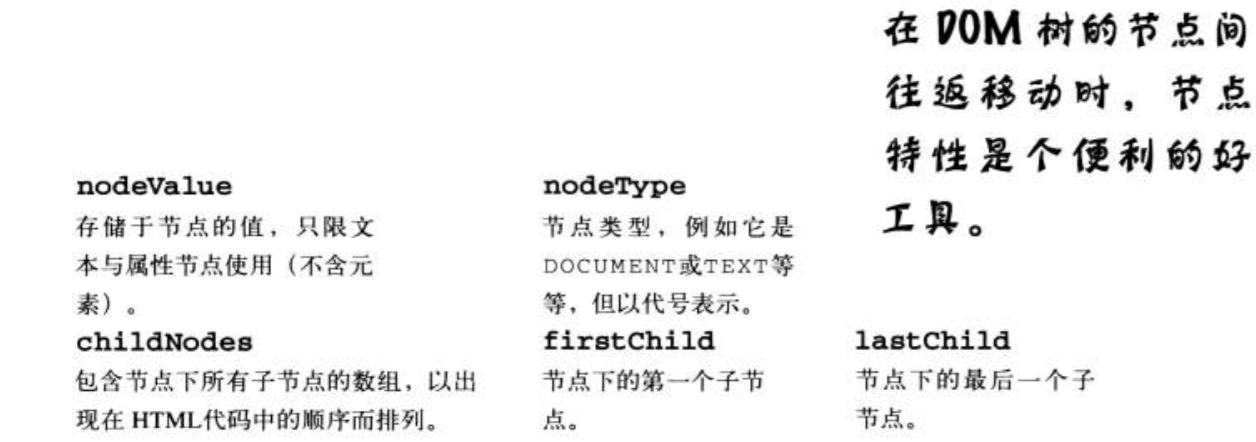 在 DOM 树的节点间
往返移动时，节点
特性是个便利的好
工具。
nodeValue
存储于节点的值，只限文
本与属性节点使用（不含元
素）。
nodeType
节点类型，例如它是
DOCUMENT或TEXT等
等，但以代号表示。
childNodes
包含节点下所有子节点的数组，以出
现在 HTML代码中的顺序而排列。
firstChild
节点下的第一个子节
点。
lastChild
节点下的最后一个子
节点。